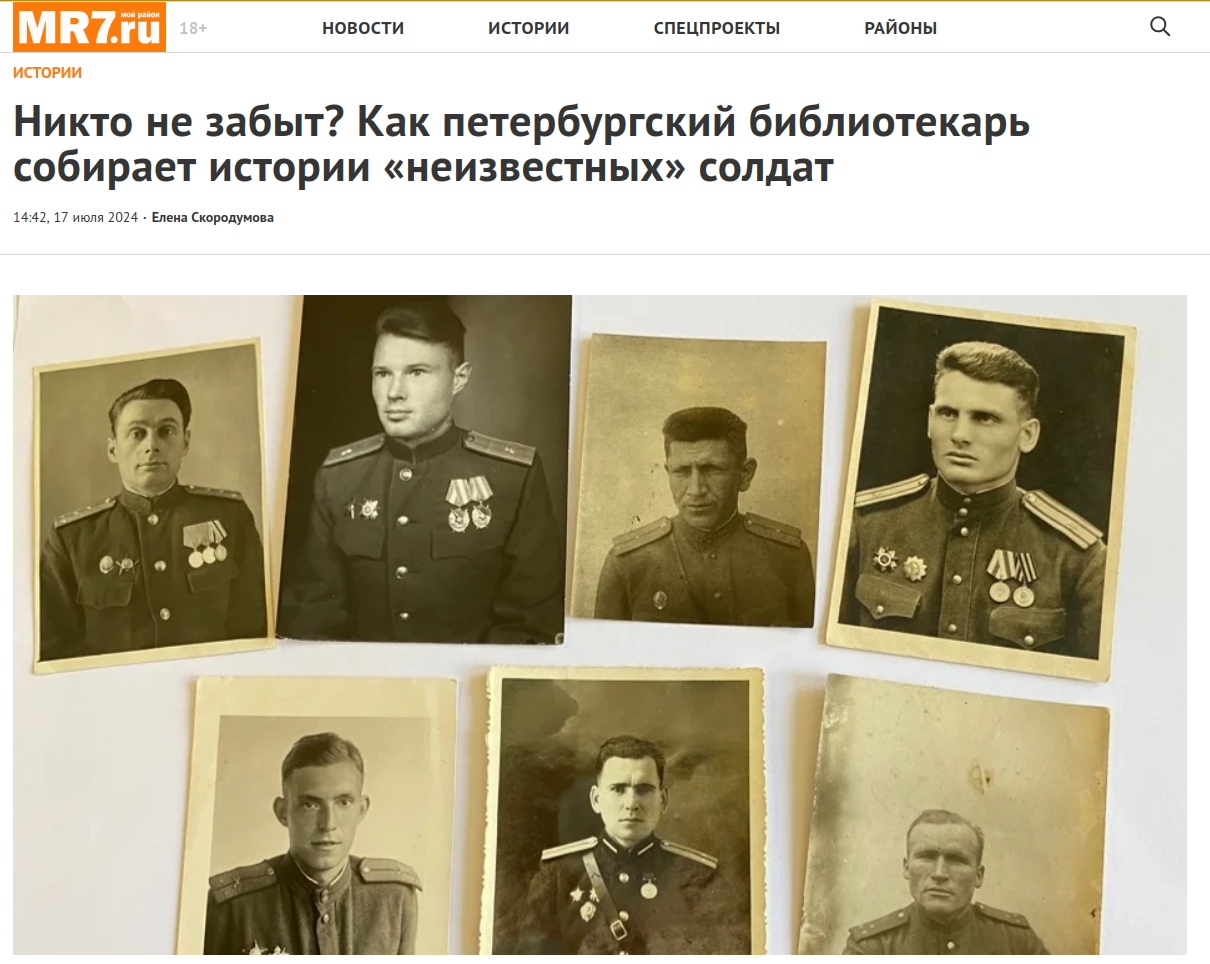 MR7.ru
мой район
18+
НОВОСТИ
ИСТОРИИ
СПЕЦПРОЕКТЫ
РАЙОНЫ
ИСТОРИИ
Никто не забыт? Как петербургский библиотекарь
собирает истории «неизвестных» солдат
14:42, 17 июля 2024 · Елена Скородумова